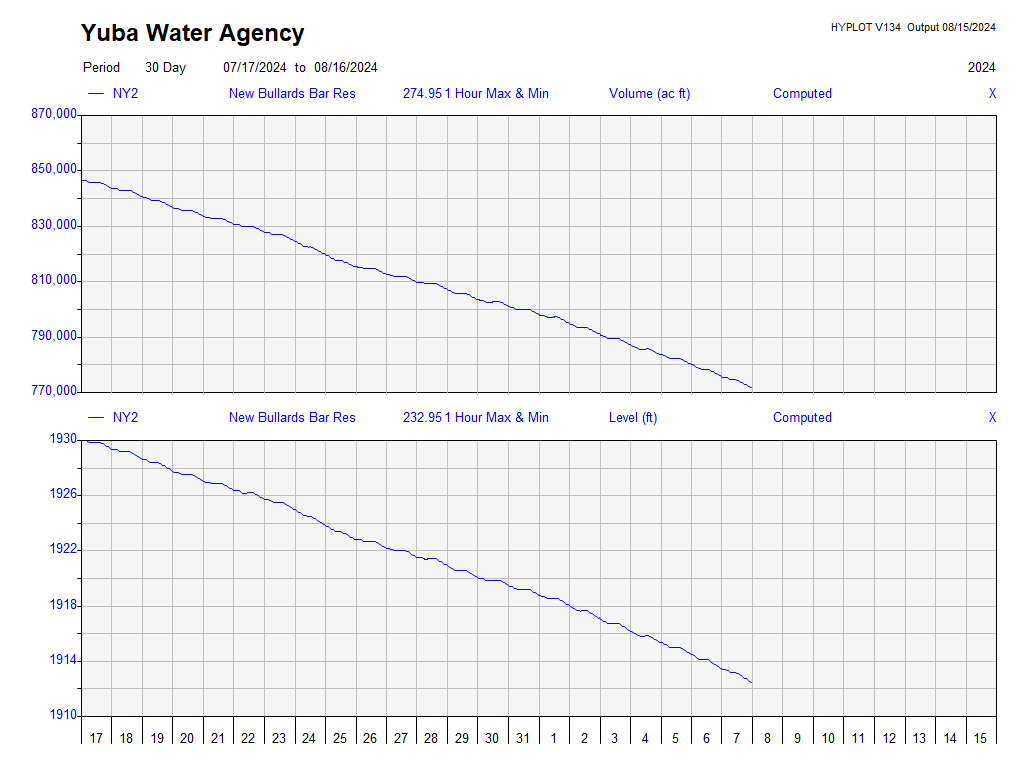 Yuba Water Agency
HYPLOT V134 Output 08/15/2024
Period 30 Day 07/17/2024 to 08/16/2024 2024
NY2 New Bullards Bar Res 274.95 1 Hour Max & Min Volume (ac ft) Computed X
870,000
850,000
830,000
810,000
790,000
770,000
NY2 New Bullards Bar Res 232.95 1 Hour Max & Min Level (ft) Computed X
1930
1926
1922
1918
1914
1910
17 18 19 20 21 22 23 24 25 26 27 28 29 30 31 1 2 3 4 5 6 7 8 9 10 11 12 13 14 15